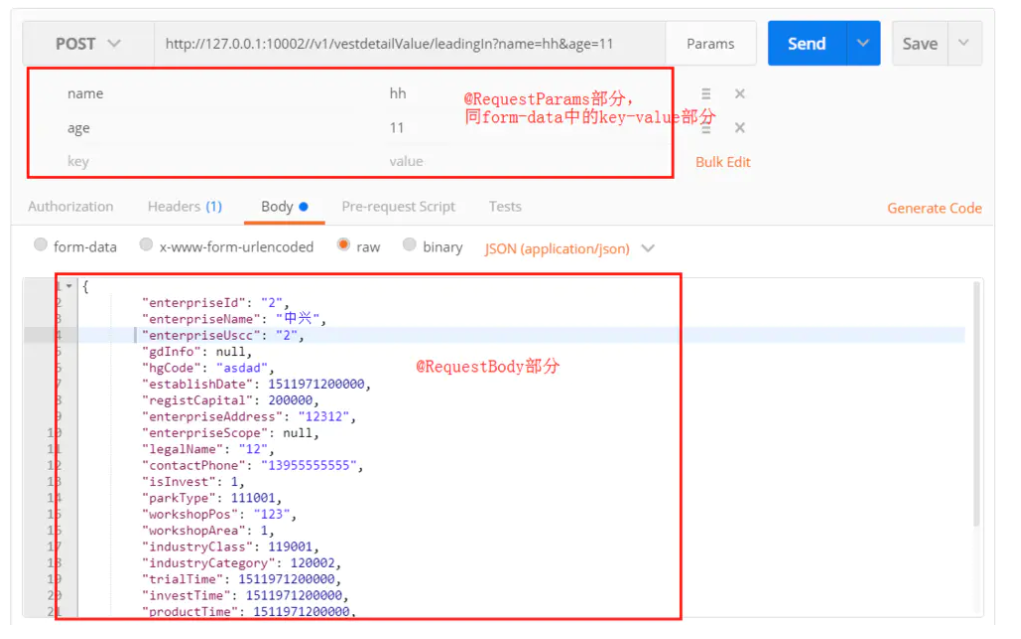 POST http://127.0.0.1:10002//v1/vestdetailValue/leadingIn?name=hh&age=11 Params Send Save
name hh
@RequestParams部分,
age 11
同form-data中的key-value部分
key value Bulk Edit
Authorization Headers (1) Body Pre-request Script Tests Generate Code
form-data x-www-form-urlencoded raw binary JSON (application/json)
1 {
2 "enterpriseId": "2",
3 "enterpriseName": "中兴",
4 "enterpriseUscc": "2",
5 "gdInfo": null,
6 "hgCode": "asdad",
@RequestBody部分
7 "establishDate": 1511971200000,
8 "registCapital": 200000,
9 "enterpriseAddress": "12312",
10 "enterpriseScope": null,
11 "legalName": "12",
12 "contactPhone": "13955555555",
13 "isInvest": 1,
14 "parkType": 111001,
15 "workshopPos": "123",
16 "workshopArea": 1,
17 "industryClass": 119001,
18 "industryCategory": 120002,
19 "trialTime": 1511971200000,
20 "investTime": 1511971200000,
21 "productTime": 1511971200000,